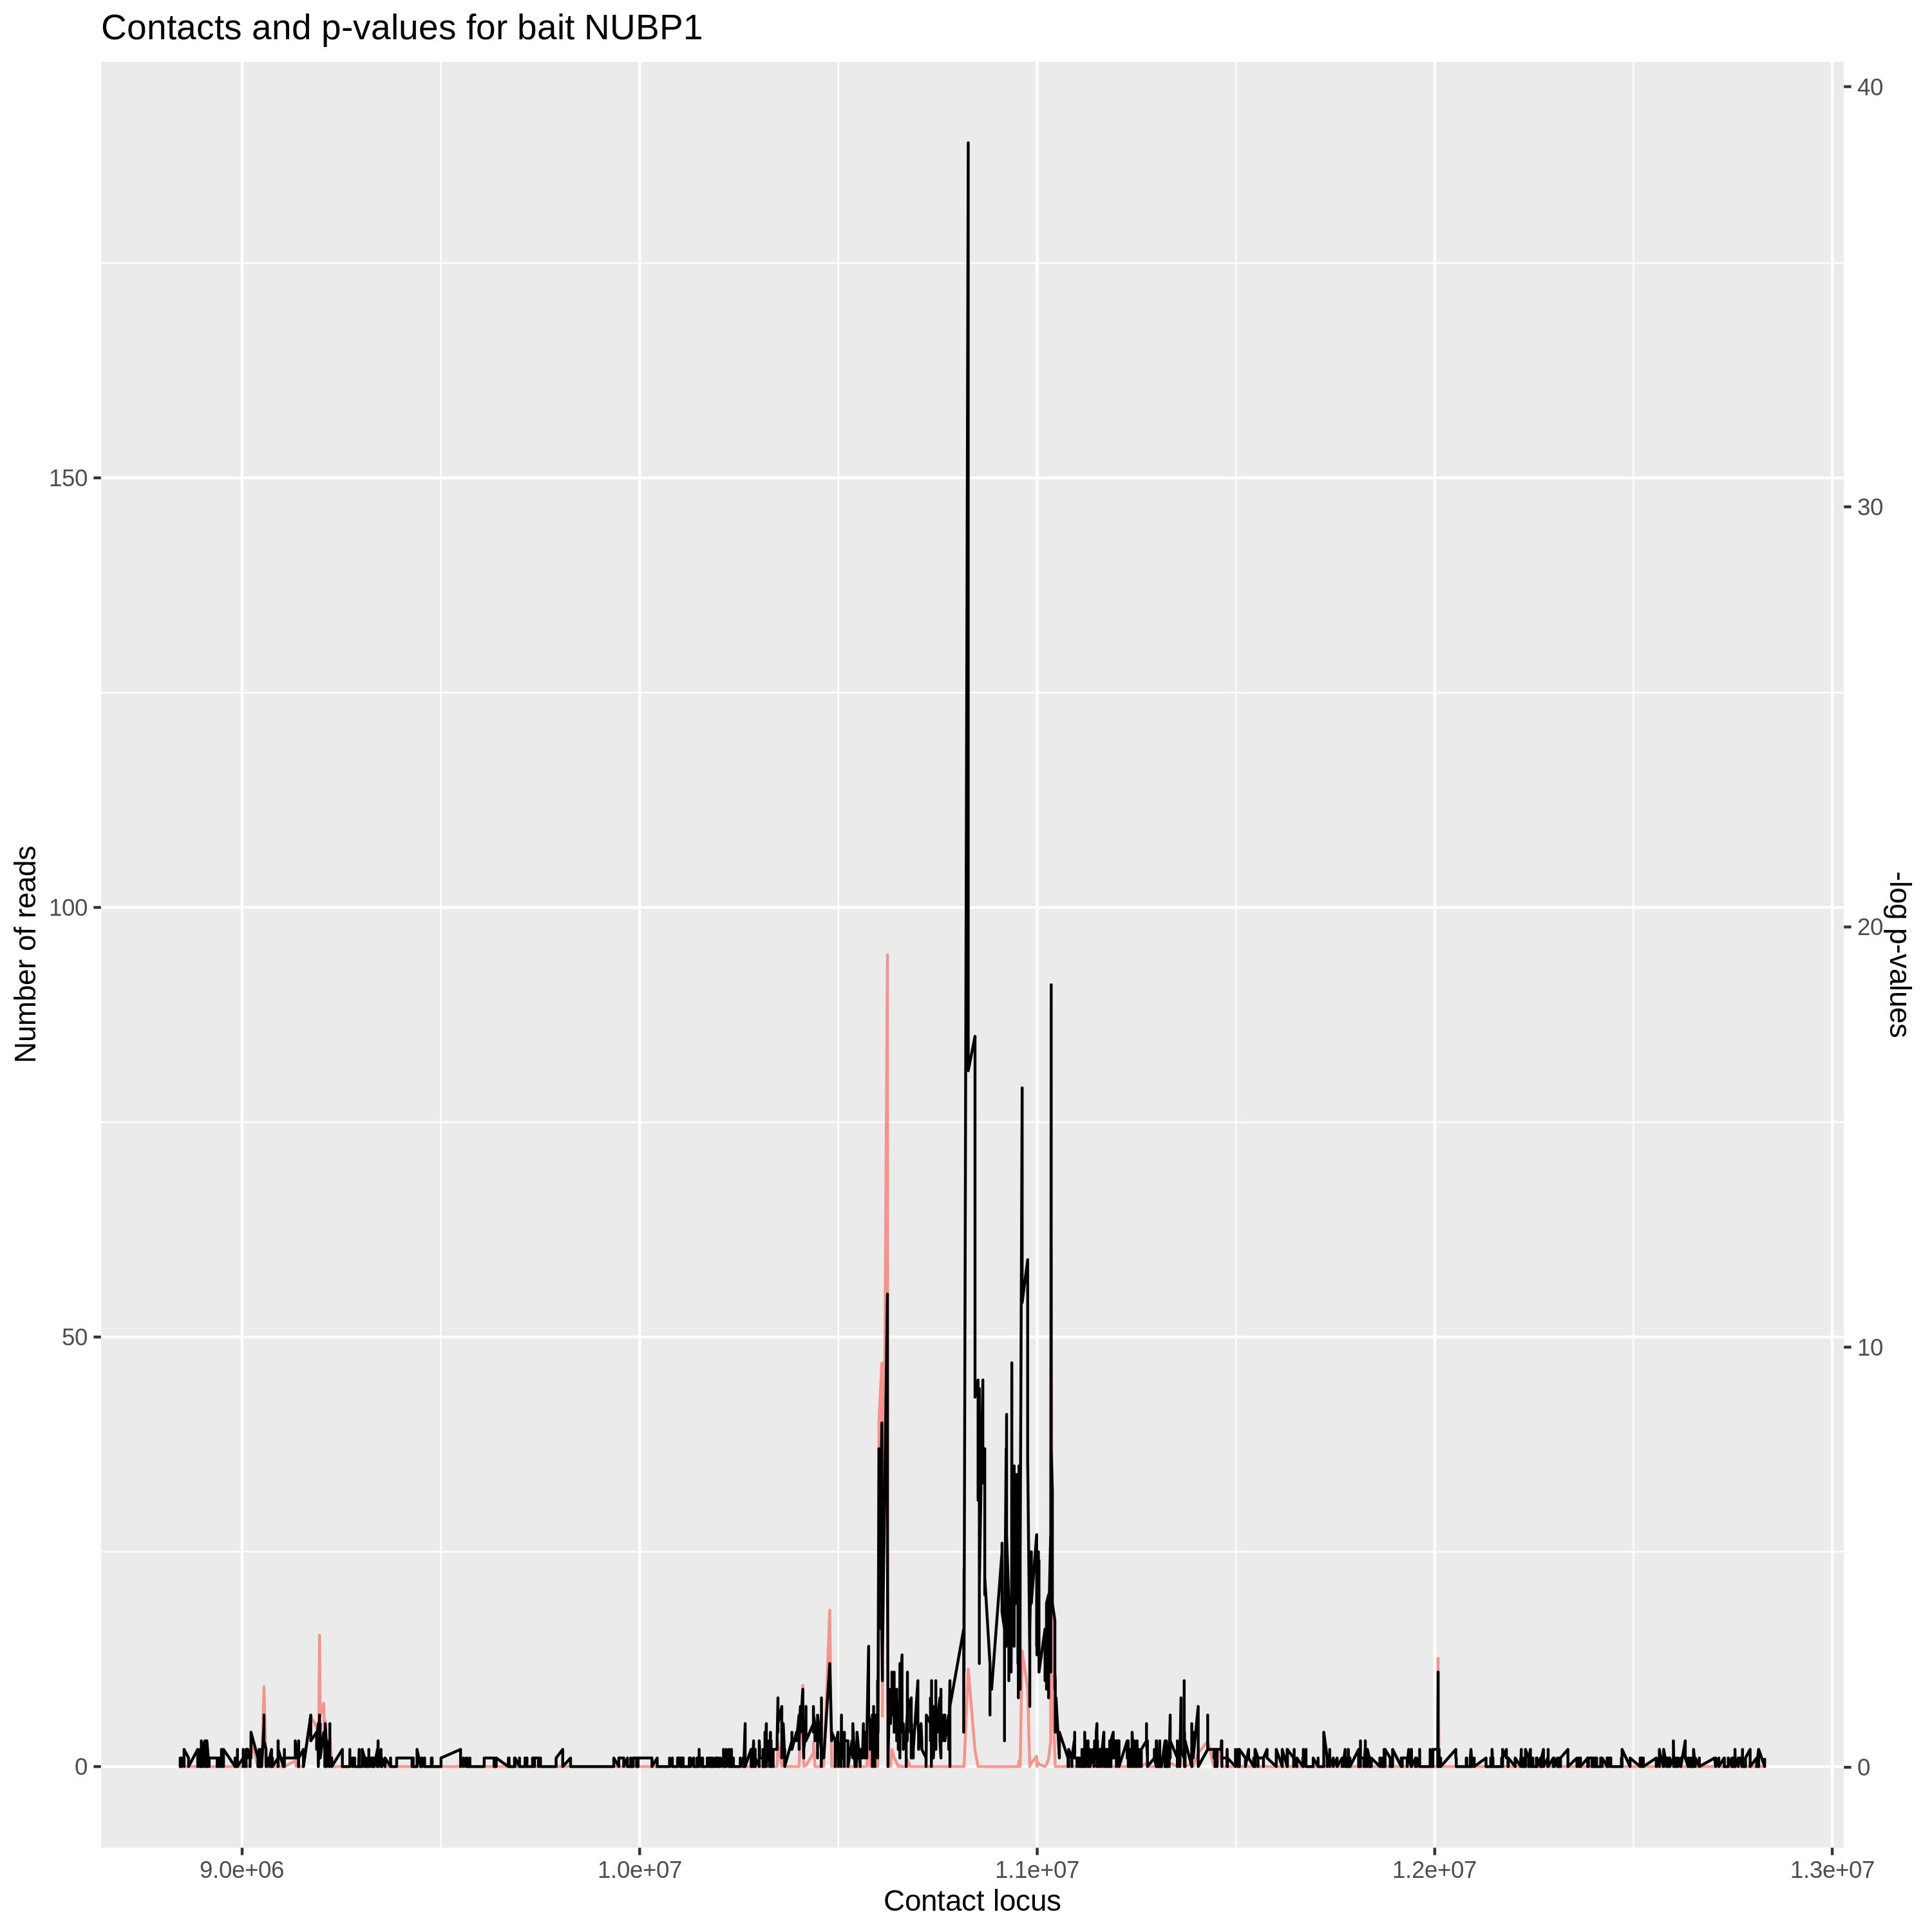 Contacts and p-values for bait NUBP1
40
150
30
100
20
50
10
0
0
Number of reads
-log p-values
9.0e+06
1.0e+07
1.1e+07
1.2e+07
1.3e+07
Contact locus